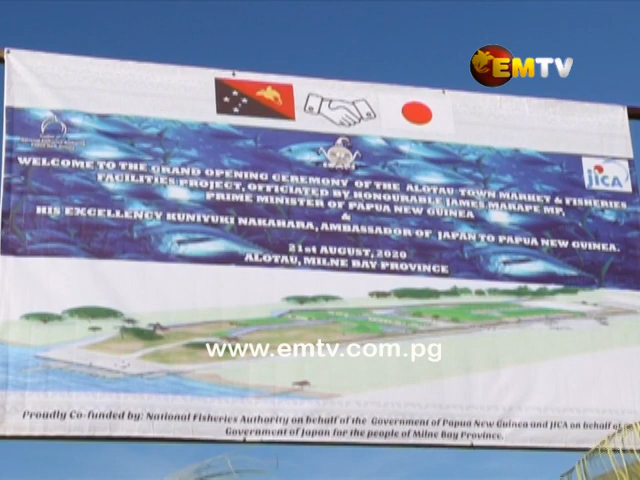 EMTV
WELCOME TO THE GRAND OPENING CEREMONY OF THE ALOTAU TOWN MARKET & FISHERIES
FACILITIES PROJECT, OFFICIATED BY HONOURABLE JAMES MARAPE MP,
PRIME MINISTER OF PAPUA NEW GUINEA
&
HIS EXCELLENCY KUNIYUKI NAKAHARA, AMBASSADOR OF JAPAN TO PAPUA NEW GUINEA.
21st AUGUST, 2020
ALOTAU, MILNE BAY PROVINCE
jICA
www.emtv.com.pg
Proudly Co-funded by: National Fisheries Authority on behalf of the Government of Papua New Guinea and JICA on behalf of
Government of Japan for the people of Milne Bay Province.